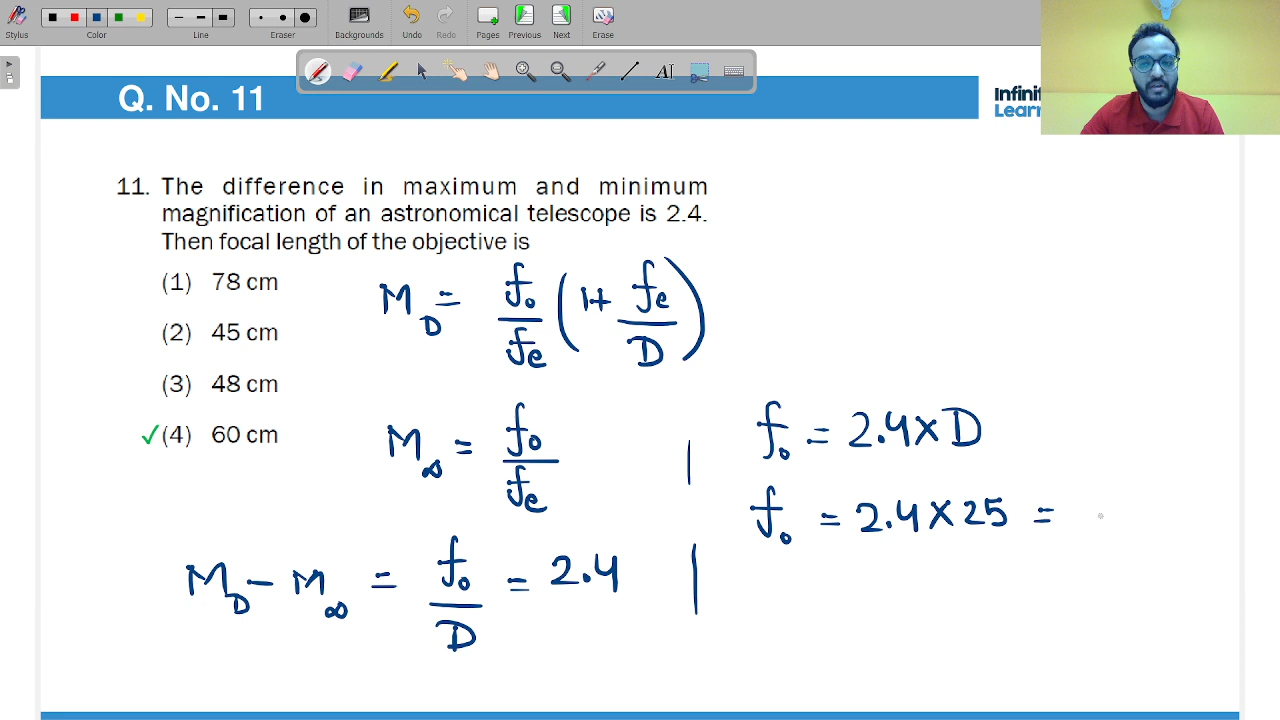 Stylus
Color
Line
Eraser
Backgrounds
Undo
Redo
Pages
Previous
Next
Erase
Q. No. 11
Infinit
Learn
11. The difference in maximum and minimum
magnification of an astronomical telescope is 2.4.
Then focal length of the objective is
(1) 78 cm
(2) 45 cm
(3) 48 cm
✓(4) 60 cm
M_D = f₀/fe (1 + fe/D)
M_∞ = f₀/fe
M_D − M_∞ = f₀/D = 2.4
f₀ = 2.4 × D
f₀ = 2.4 × 25 =